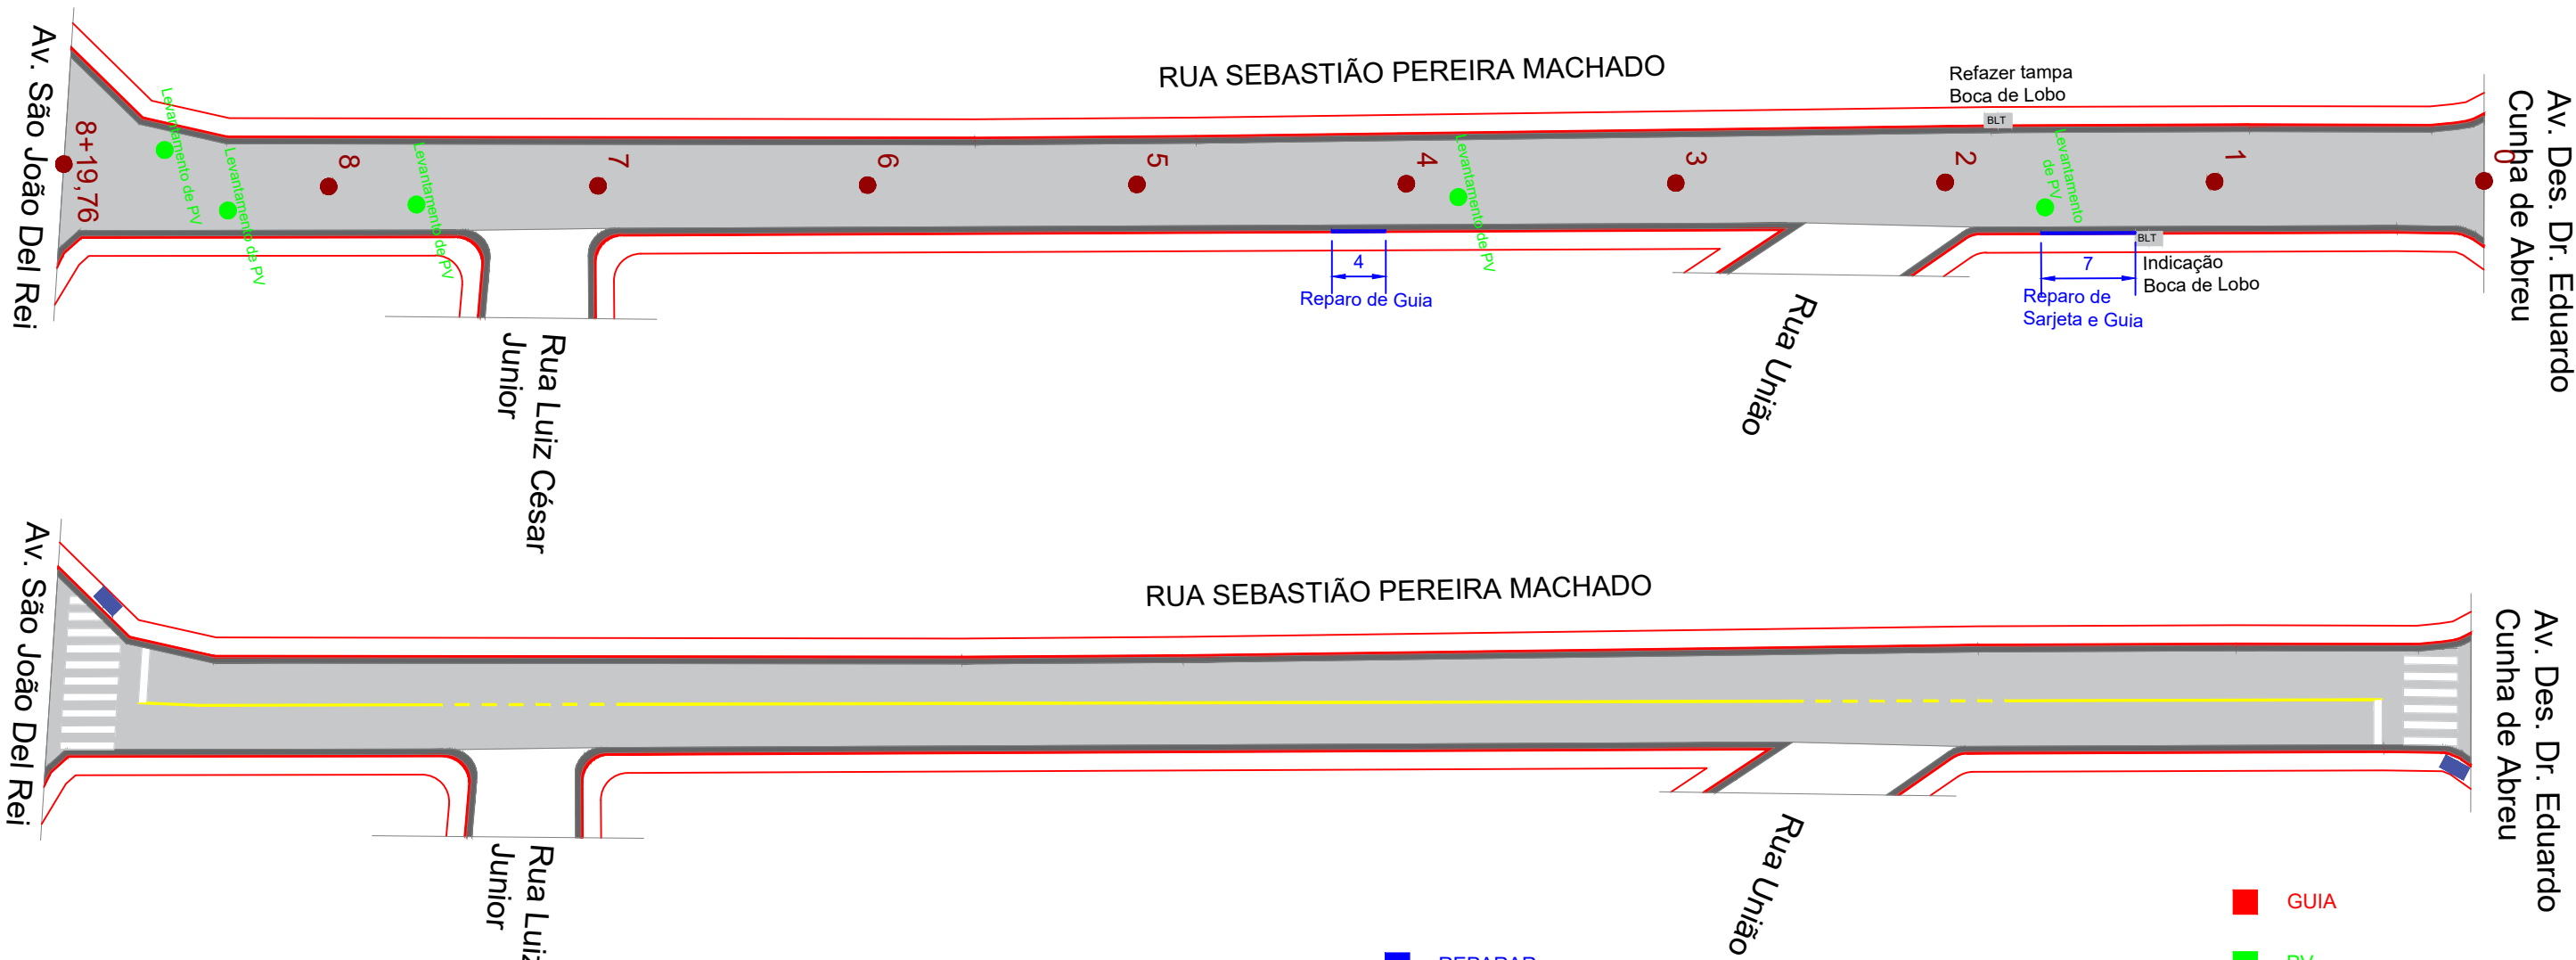 RUA SEBASTIÃO PEREIRA MACHADO
Refazer tampa
Boca de Lobo
BLT
Av. São João Del Rei
8+19,76
8
7
6
5
4
3
2
1
0
Av. Des. Dr. Eduardo
Cunha de Abreu
Levantamento de PV
Levantamento de PV
Levantamento de PV
Levantamento de PV
Levantamento
de PV
4
Reparo de Guia
7
Reparo de
Sarjeta e Guia
BLT
Indicação
Boca de Lobo
Rua Luiz César
Junior
Rua União
RUA SEBASTIÃO PEREIRA MACHADO
Av. São João Del Rei
Av. Des. Dr. Eduardo
Cunha de Abreu
Rua Luiz
Junior
Rua União
GUIA
REPARAR
PV